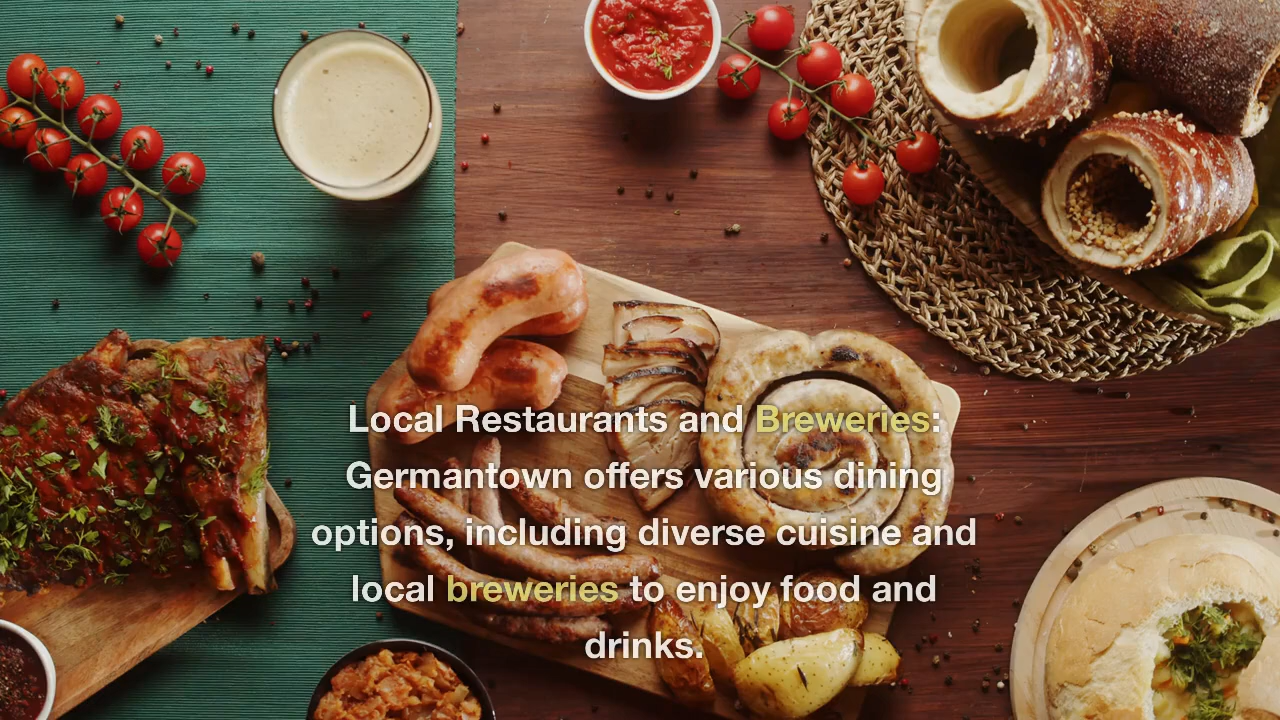 Local Restaurants and Breweries:
Germantown offers various dining
options, including diverse cuisine and
local breweries to enjoy food and
drinks.